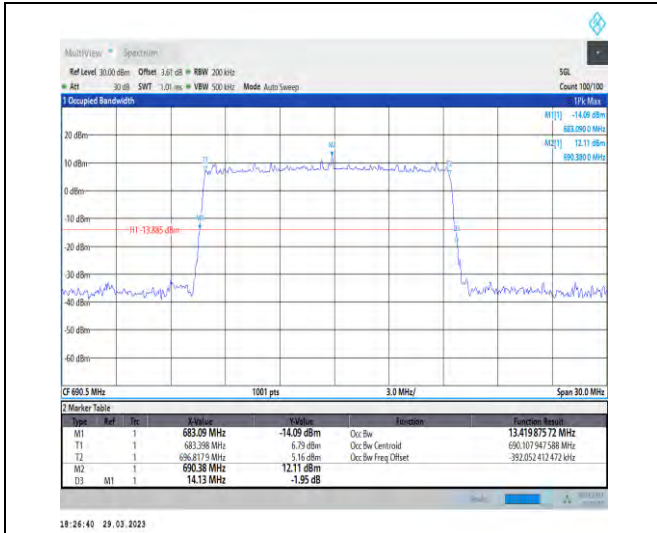 MultiView Spectrum
Ref Level 30.00 dBm Offset 3.61 dB RBW 200 kHz SGL
Att 30 dB SWT 1.01 ms VBW 500 kHz Mode Auto Sweep Count 100/100
1 Occupied Bandwidth 1Pk Max
M1[1] -14.09 dBm
683.0900 MHz
M2[1] 12.11 dBm
690.3800 MHz
20 dBm
M2
10 dBm
T1
T2
0 dBm
-10 dBm
M1
H1 -13.885 dBm
D3
-20 dBm
-30 dBm
-40 dBm
-50 dBm
-60 dBm
CF 690.5 MHz 1001 pts 3.0 MHz/ Span 30.0 MHz
2 Marker Table
Type Ref Trc X-Value Y-Value Function Function Result
M1 1 683.09 MHz -14.09 dBm Occ Bw 13.419 875 72 MHz
T1 1 683.398 MHz 6.79 dBm Occ Bw Centroid 690.107 947 588 MHz
T2 1 696.8179 MHz 5.16 dBm Occ Bw Freq Offset -392.052 412 472 kHz
M2 1 690.38 MHz 12.11 dBm
D3 M1 1 14.13 MHz -1.95 dB
18:26:40 29.03.2023